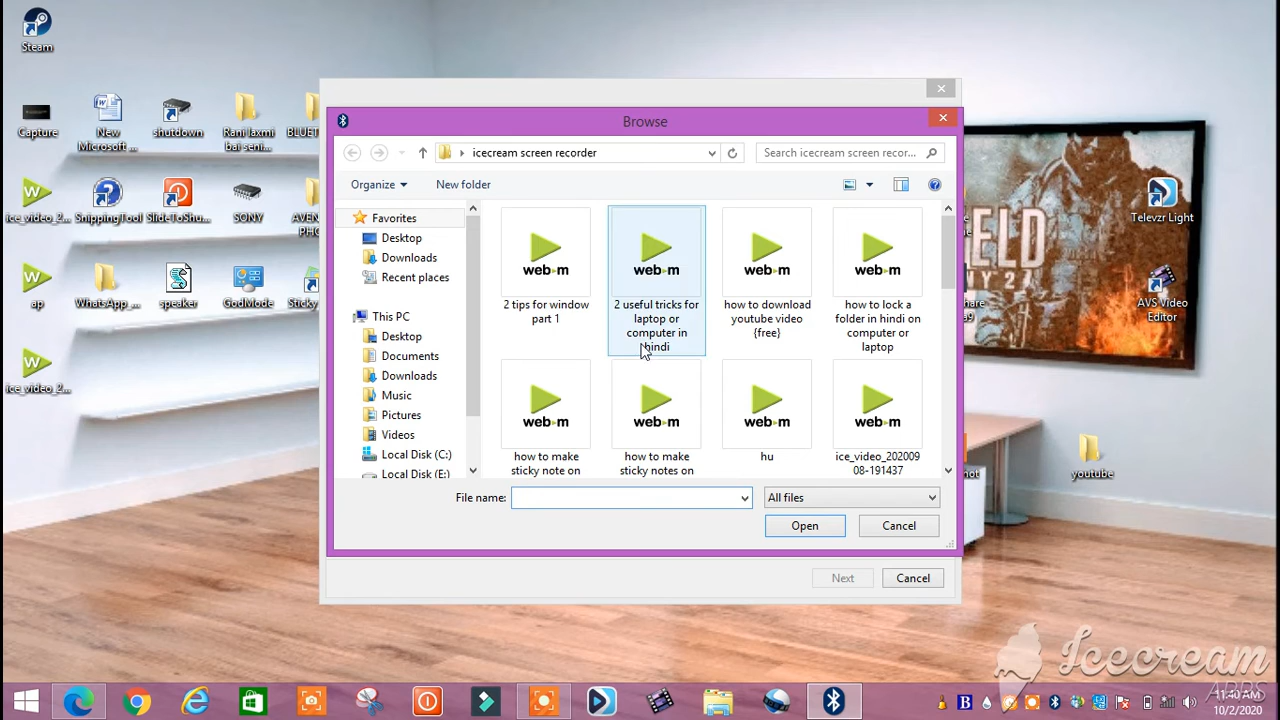 Steam
Capture
New
Microsoft ...
shutdown
Rani laxmi
bai seni...
BLUET
ice_video_2...
SnippingTool
SlideToShu...
SONY
AVEN
PHO
ap
WhatsApp_...
speaker
GodMode
Sticky
ice_video_2...
Browse
icecream screen recorder
Search icecream screen recor...
Organize
New folder
Favorites
Desktop
Downloads
Recent places
This PC
Desktop
Documents
Downloads
Music
Pictures
Videos
Local Disk (C:)
Local Disk (E:)
web-m
2 tips for window
part 1
web-m
2 useful tricks for
laptop or
computer in
hindi
web-m
how to download
youtube video
{free}
web-m
how to lock a
folder in hindi on
computer or
laptop
web-m
how to make
sticky note on
web-m
how to make
sticky notes on
web-m
hu
web-m
ice_video_202009
08-191437
File name:
All files
Open
Cancel
Next
Cancel
Televzr Light
AVS Video
Editor
youtube
Icecream
APPS
11:40 AM
10/2/2020